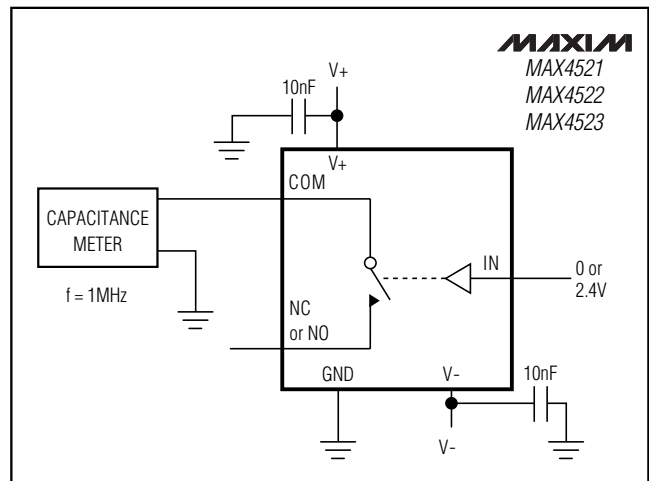 MAXIM
MAX4521
MAX4522
MAX4523
V+
10nF
V+
COM
CAPACITANCE
METER
f = 1MHz
IN
0 or
2.4V
NC
or NO
GND
V-
10nF
V-